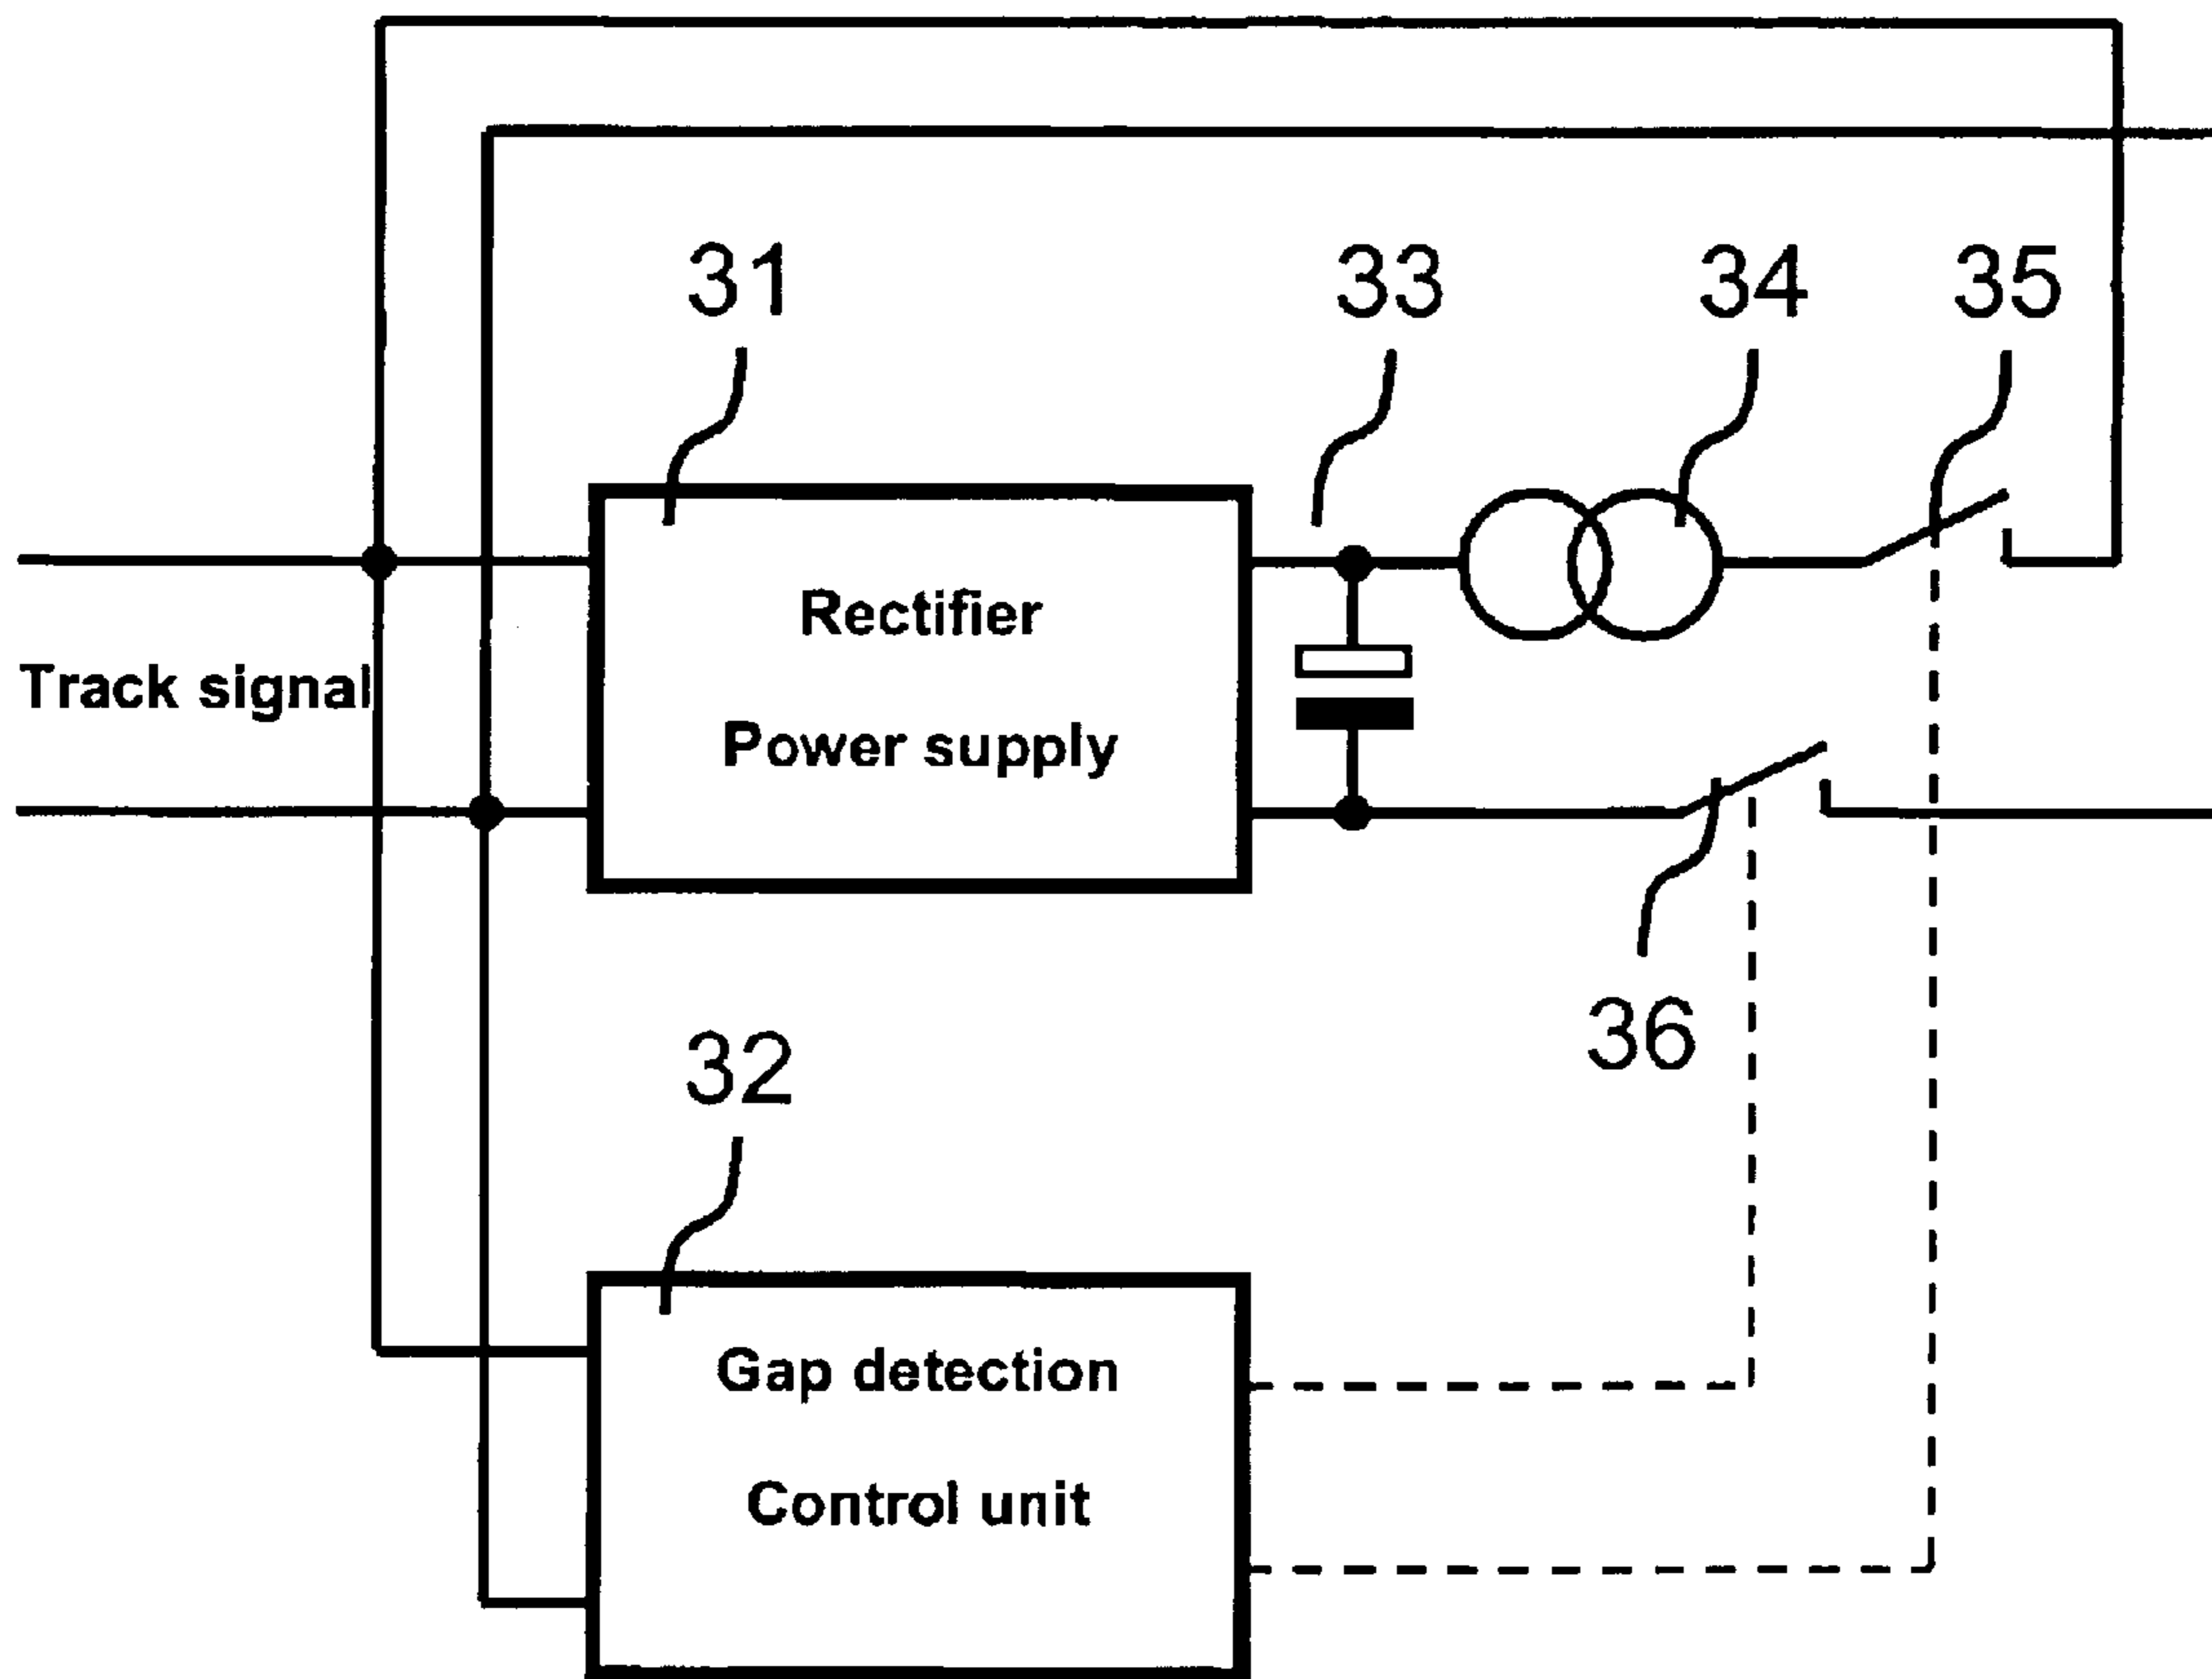 31
33
34
35
Rectifier
Power supply
Track signal
36
32
Gap detection
Control unit